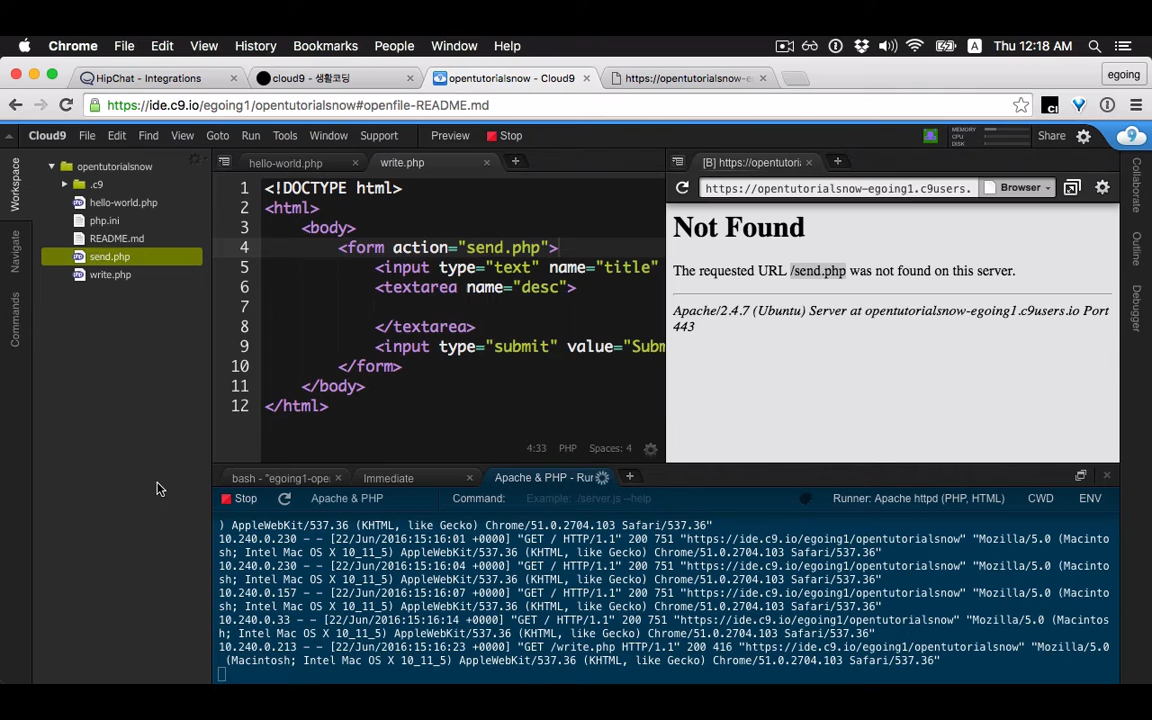 Chrome File Edit View History Bookmarks People Window Help A Thu 12:18 AM
HipChat - Integrations × cloud9 - 생활코딩 × opentutorialsnow - Cloud9 × https://opentutorialsnow-e × egoing
https://ide.c9.io/egoing1/opentutorialsnow#openfile-README.md
Cloud9 File Edit Find View Goto Run Tools Window Support Preview Stop MEMORY CPU DISK Share 9
Workspace
Navigate
Commands
opentutorialsnow
.c9
hello-world.php
php.ini
README.md
send.php
write.php
hello-world.php × write.php × +
1 <!DOCTYPE html>
2 <html>
3 <body>
4 <form action="send.php">
5 <input type="text" name="title"
6 <textarea name="desc">
7
8 </textarea>
9 <input type="submit" value="Subm
10 </form>
11 </body>
12 </html>
4:33 PHP Spaces: 4
[B] https://opentutori × +
https://opentutorialsnow-egoing1.c9users. Browser
Not Found
The requested URL /send.php was not found on this server.
Apache/2.4.7 (Ubuntu) Server at opentutorialsnow-egoing1.c9users.io Port
443
Collaborate
Outline
Debugger
bash - "egoing1-ope × Immediate × Apache & PHP - Rur +
Stop Apache & PHP Command: Example: ./server.js --help Runner: Apache httpd (PHP, HTML) CWD ENV
) AppleWebKit/537.36 (KHTML, like Gecko) Chrome/51.0.2704.103 Safari/537.36"
10.240.0.230 - - [22/Jun/2016:15:16:01 +0000] "GET / HTTP/1.1" 200 751 "https://ide.c9.io/egoing1/opentutorialsnow" "Mozilla/5.0 (Macinto
sh; Intel Mac OS X 10_11_5) AppleWebKit/537.36 (KHTML, like Gecko) Chrome/51.0.2704.103 Safari/537.36"
10.240.0.230 - - [22/Jun/2016:15:16:04 +0000] "GET / HTTP/1.1" 200 751 "https://ide.c9.io/egoing1/opentutorialsnow" "Mozilla/5.0 (Macinto
sh; Intel Mac OS X 10_11_5) AppleWebKit/537.36 (KHTML, like Gecko) Chrome/51.0.2704.103 Safari/537.36"
10.240.0.157 - - [22/Jun/2016:15:16:07 +0000] "GET / HTTP/1.1" 200 751 "https://ide.c9.io/egoing1/opentutorialsnow" "Mozilla/5.0 (Macinto
sh; Intel Mac OS X 10_11_5) AppleWebKit/537.36 (KHTML, like Gecko) Chrome/51.0.2704.103 Safari/537.36"
10.240.0.33 - - [22/Jun/2016:15:16:14 +0000] "GET / HTTP/1.1" 200 751 "https://ide.c9.io/egoing1/opentutorialsnow" "Mozilla/5.0 (Macintos
h; Intel Mac OS X 10_11_5) AppleWebKit/537.36 (KHTML, like Gecko) Chrome/51.0.2704.103 Safari/537.36"
10.240.0.213 - - [22/Jun/2016:15:16:23 +0000] "GET /write.php HTTP/1.1" 200 416 "https://ide.c9.io/egoing1/opentutorialsnow" "Mozilla/5.0
(Macintosh; Intel Mac OS X 10_11_5) AppleWebKit/537.36 (KHTML, like Gecko) Chrome/51.0.2704.103 Safari/537.36"